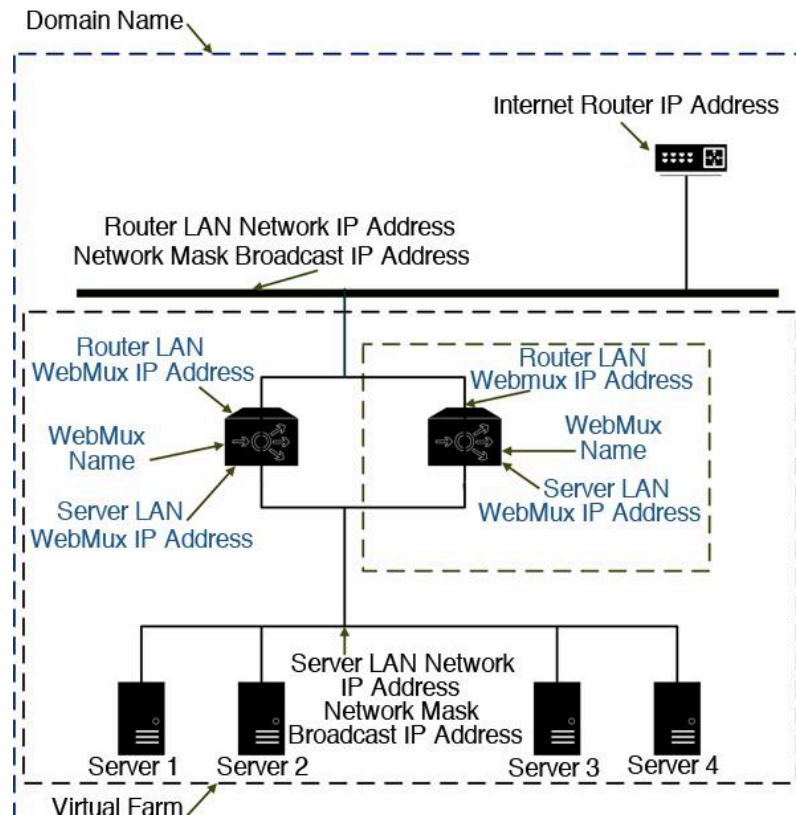 Domain Name
Internet Router IP Address
Router LAN Network IP Address
Network Mask Broadcast IP Address
Router LAN
WebMux IP Address
Router LAN
Webmux IP Address
WebMux
Name
WebMux
Name
Server LAN
WebMux IP Address
Server LAN
WebMux IP Address
Server LAN Network
IP Address
Network Mask
Broadcast IP Address
Server 1
Server 2
Server 3
Server 4
Virtual Farm